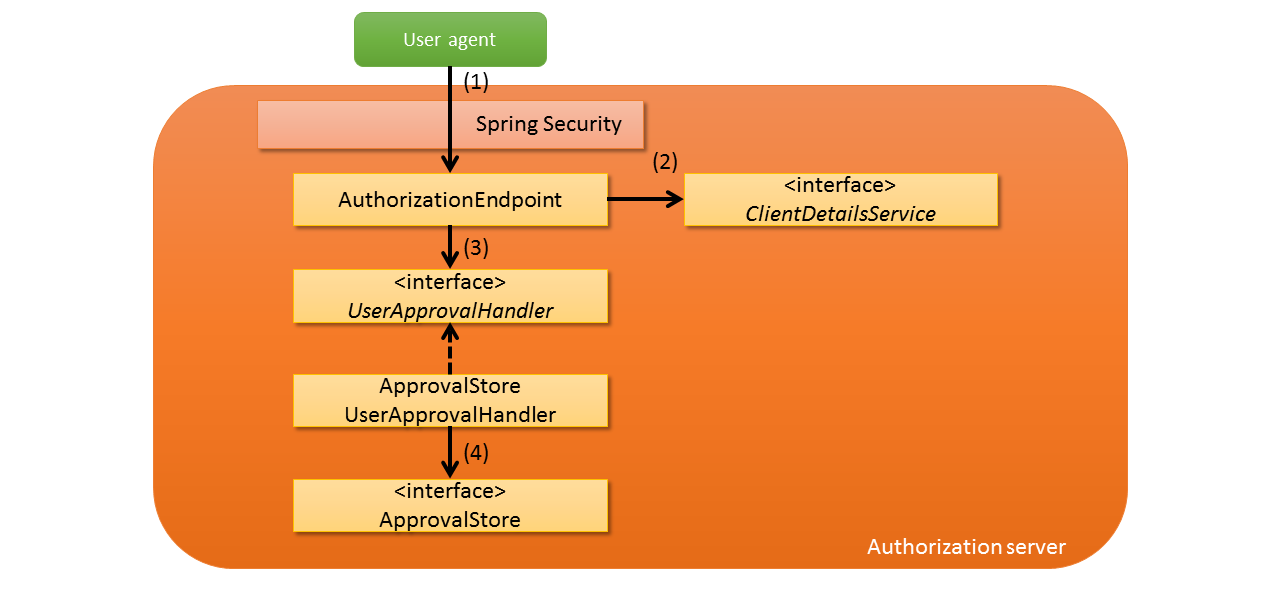 User agent
(1)
Spring Security
(2)
AuthorizationEndpoint
<interface>
ClientDetailsService
(3)
<interface>
UserApprovalHandler
ApprovalStore
UserApprovalHandler
(4)
<interface>
ApprovalStore
Authorization server